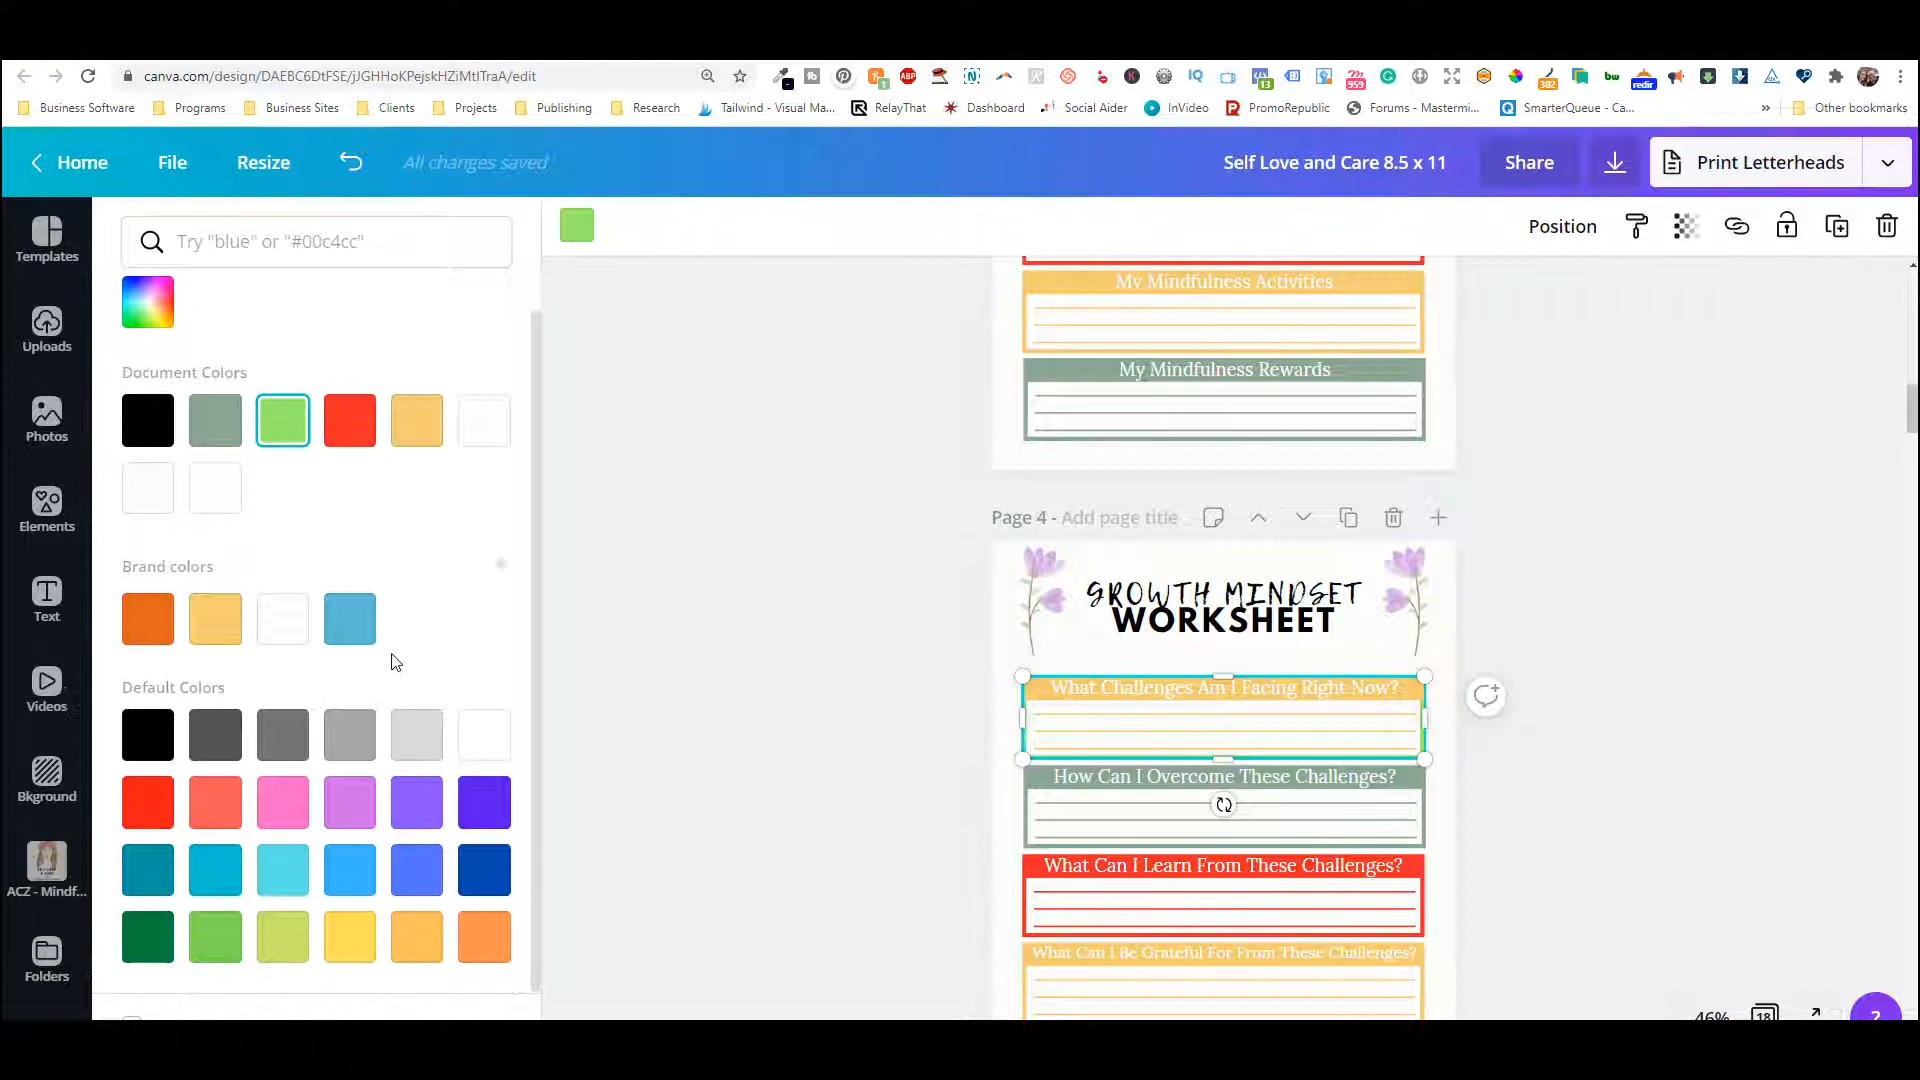 canva.com/design/DAEBC6DtFSE/jJGHHoKPejskHZiMtITraA/edit
Business Software
Programs
Business Sites
Clients
Projects
Publishing
Research
Tailwind - Visual Ma...
RelayThat
Dashboard
Social Aider
InVideo
PromoRepublic
Forums - Mastermi...
SmarterQueue - Ca...
»
Other bookmarks
Home
File
Resize
All changes saved
Self Love and Care 8.5 x 11
Share
Print Letterheads
Templates
Uploads
Photos
Elements
Text
Videos
Bkground
ACZ - Mindf...
Folders
Try "blue" or "#00c4cc"
Document Colors
Brand colors
Default Colors
Position
My Mindfulness Activities
My Mindfulness Rewards
Page 4 - Add page title
GROWTH MINDSET
WORKSHEET
What Challenges Am I Facing Right Now?
How Can I Overcome These Challenges?
What Can I Learn From These Challenges?
What Can I Be Grateful For From These Challenges?
46%
18
?